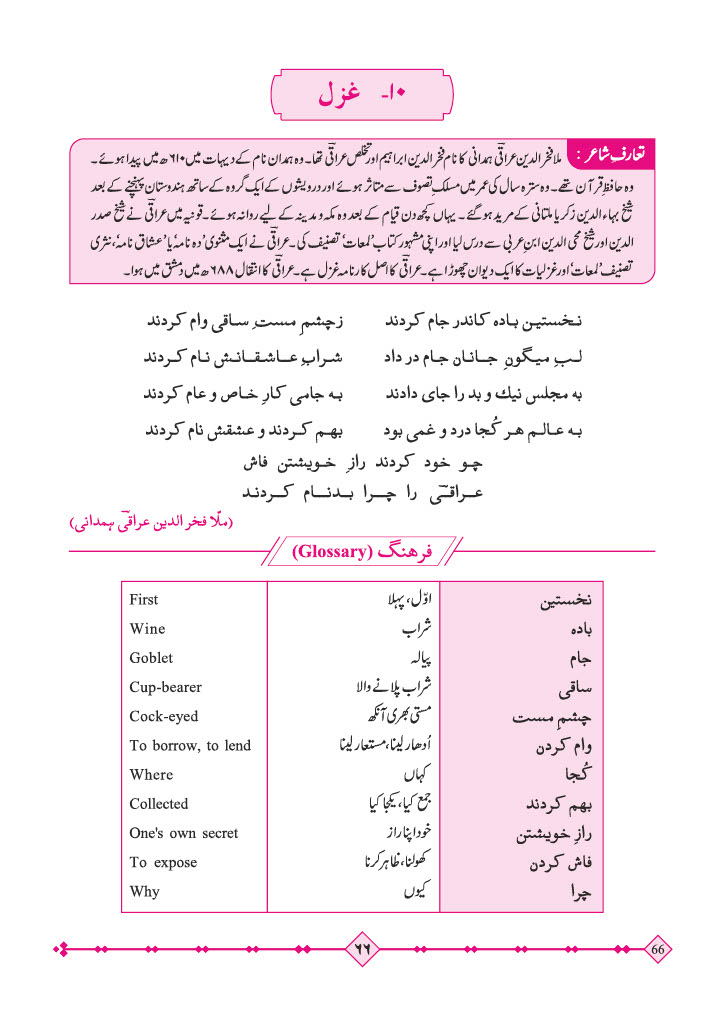 ۱۰- غزل
تعارفِ شاعر : ملا فخر الدین عراقیؔ ہمدانی کا نام فخر الدین ابراہیم اور تخلص عراقیؔ تھا۔ وہ ہمدان نام کے دیہات میں ۶۱۰ھ میں پیدا ہوئے۔
وہ حافظِ قرآن تھے۔ وہ سترہ سال کی عمر میں مسلکِ تصوف سے متاثر ہوئے اور درویشوں کے ایک گروہ کے ساتھ ہندوستان پہنچنے کے بعد
شیخ بہاء الدین زکریا ملتانی کے مرید ہو گئے۔ یہاں کچھ دن قیام کے بعد وہ مکہ و مدینہ کے لیے روانہ ہوئے۔ قونیہ میں عراقیؔ نے شیخ صدر
الدین اور شیخ محی الدین ابنِ عربی سے درس لیا اور اپنی مشہور کتاب 'لمعات' تصنیف کی۔ عراقیؔ نے ایک مثنوی 'دہ نامہ' یا 'عشاق نامہ'، نثری
تصنیف 'لمعات' اور غزلیات کا ایک دیوان چھوڑا ہے۔ عراقیؔ کا اصل کارنامہ غزل ہے۔ عراقیؔ کا انتقال ۶۸۸ھ میں دمشق میں ہوا۔
نخستین باده کاندر جام کردند زچشمِ مستِ ساقی وام کردند
لبِ میگونِ جانان جام در داد شرابِ عاشقانش نام کردند
به مجلس نیك و بد را جای دادند به جامی کارِ خاص و عام کردند
به عالم هر کُجا درد و غمی بود بهم کردند و عشقش نام کردند
چو خود کردند رازِ خویشتن فاش
عراقیؔ را چرا بدنام کردند
(ملّا فخر الدین عراقیؔ ہمدانی)
فرهنگ (Glossary)
نخستین اوّل، پہلا First
باده شراب Wine
جام پیالہ Goblet
ساقی شراب پلانے والا Cup-bearer
چشمِ مست مستی بھری آنکھ Cock-eyed
وام کردن اُدھار لینا، مستعار لینا To borrow, to lend
کُجا کہاں Where
بهم کردند جمع کیا، یکجا کیا Collected
رازِ خویشتن خود اپنا راز One's own secret
فاش کردن کھولنا، ظاہر کرنا To expose
چرا کیوں Why
۶۶
66